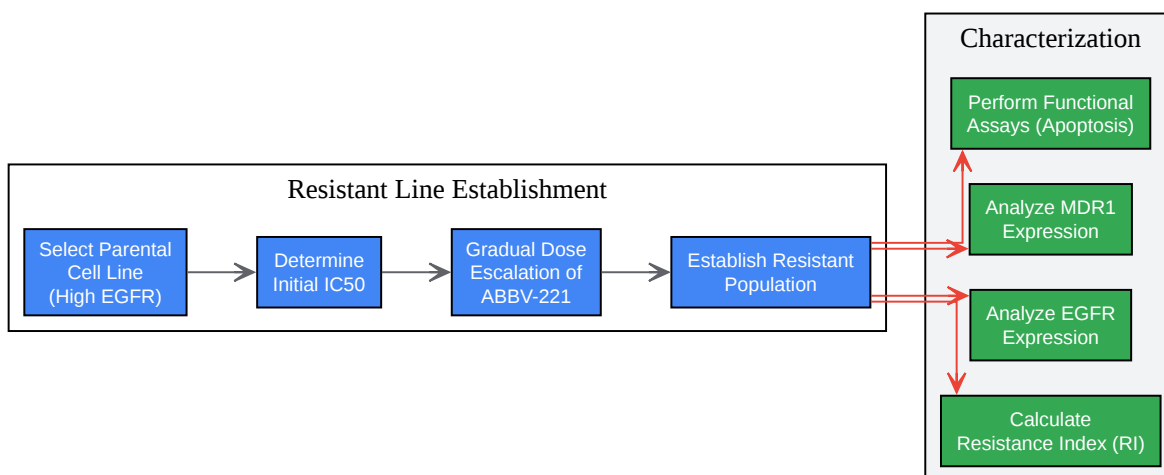 Resistant Line Establishment
Select Parental
Cell Line
(High EGFR)
Determine
Initial IC50
Gradual Dose
Escalation of
ABBV-221
Establish Resistant
Population
Characterization
Perform Functional
Assays (Apoptosis)
Analyze MDR1
Expression
Analyze EGFR
Expression
Calculate
Resistance Index (RI)